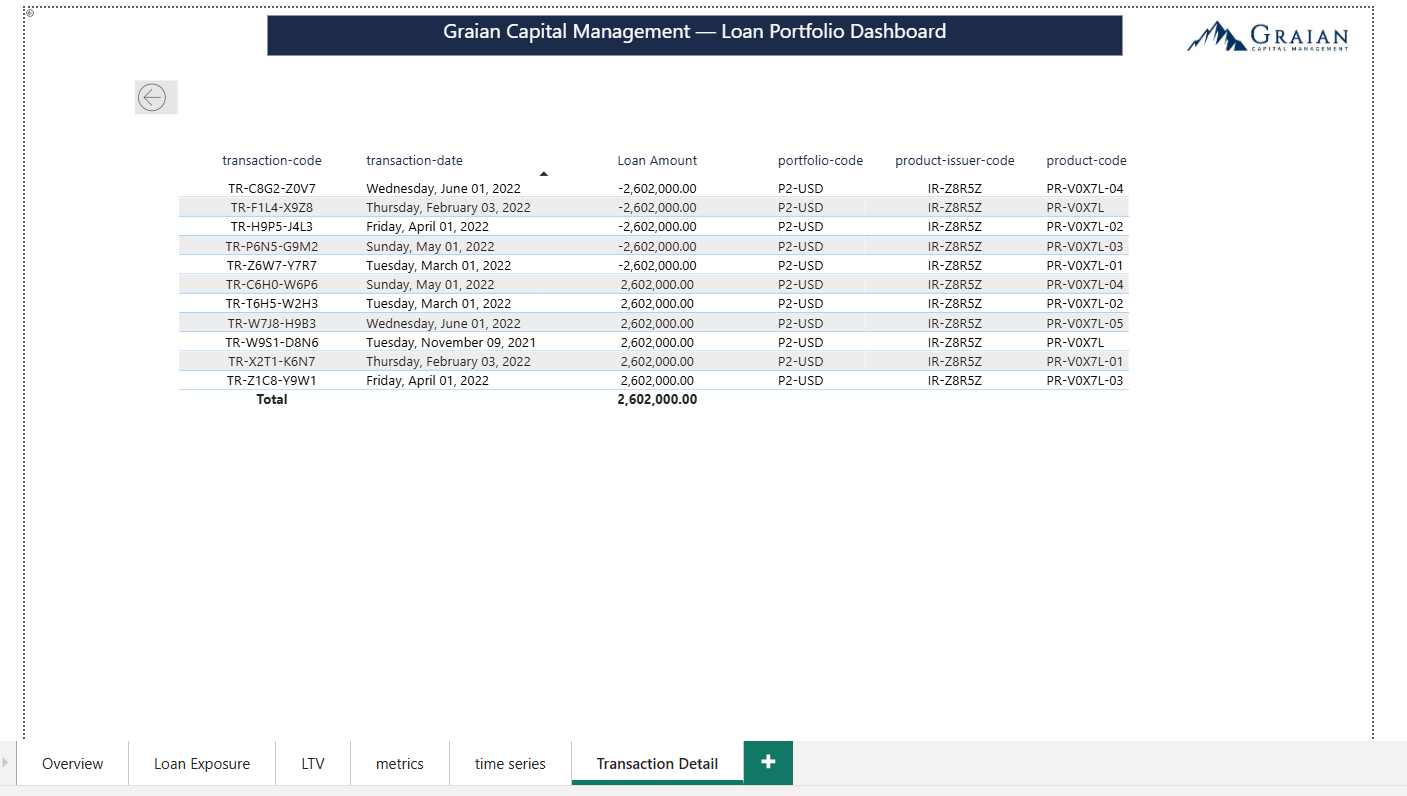 Graian Capital Management — Loan Portfolio Dashboard
GRAIAN
CAPITAL MANAGEMENT
transaction-code transaction-date Loan Amount portfolio-code product-issuer-code product-code
TR-C8G2-Z0V7 Wednesday, June 01, 2022 -2,602,000.00 P2-USD IR-Z8R5Z PR-V0X7L-04
TR-F1L4-X9Z8 Thursday, February 03, 2022 -2,602,000.00 P2-USD IR-Z8R5Z PR-V0X7L
TR-H9P5-J4L3 Friday, April 01, 2022 -2,602,000.00 P2-USD IR-Z8R5Z PR-V0X7L-02
TR-P6N5-G9M2 Sunday, May 01, 2022 -2,602,000.00 P2-USD IR-Z8R5Z PR-V0X7L-03
TR-Z6W7-Y7R7 Tuesday, March 01, 2022 -2,602,000.00 P2-USD IR-Z8R5Z PR-V0X7L-01
TR-C6H0-W6P6 Sunday, May 01, 2022 2,602,000.00 P2-USD IR-Z8R5Z PR-V0X7L-04
TR-T6H5-W2H3 Tuesday, March 01, 2022 2,602,000.00 P2-USD IR-Z8R5Z PR-V0X7L-02
TR-W7J8-H9B3 Wednesday, June 01, 2022 2,602,000.00 P2-USD IR-Z8R5Z PR-V0X7L-05
TR-W9S1-D8N6 Tuesday, November 09, 2021 2,602,000.00 P2-USD IR-Z8R5Z PR-V0X7L
TR-X2T1-K6N7 Thursday, February 03, 2022 2,602,000.00 P2-USD IR-Z8R5Z PR-V0X7L-01
TR-Z1C8-Y9W1 Friday, April 01, 2022 2,602,000.00 P2-USD IR-Z8R5Z PR-V0X7L-03
Total 2,602,000.00
Overview Loan Exposure LTV metrics time series Transaction Detail